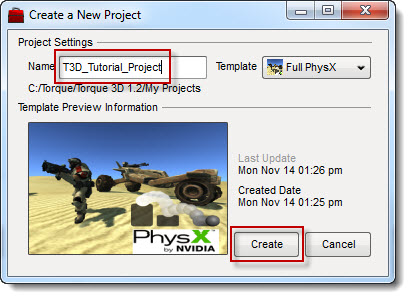 Create a New Project
Project Settings
Name T3D_Tutorial_Project Template Full PhysX
C:/Torque/Torque 3D 1.2/My Projects
Template Preview Information
Last Update
Mon Nov 14 01:26 pm
Created Date
Mon Nov 14 01:25 pm
PhysX
by NVIDIA
Create Cancel